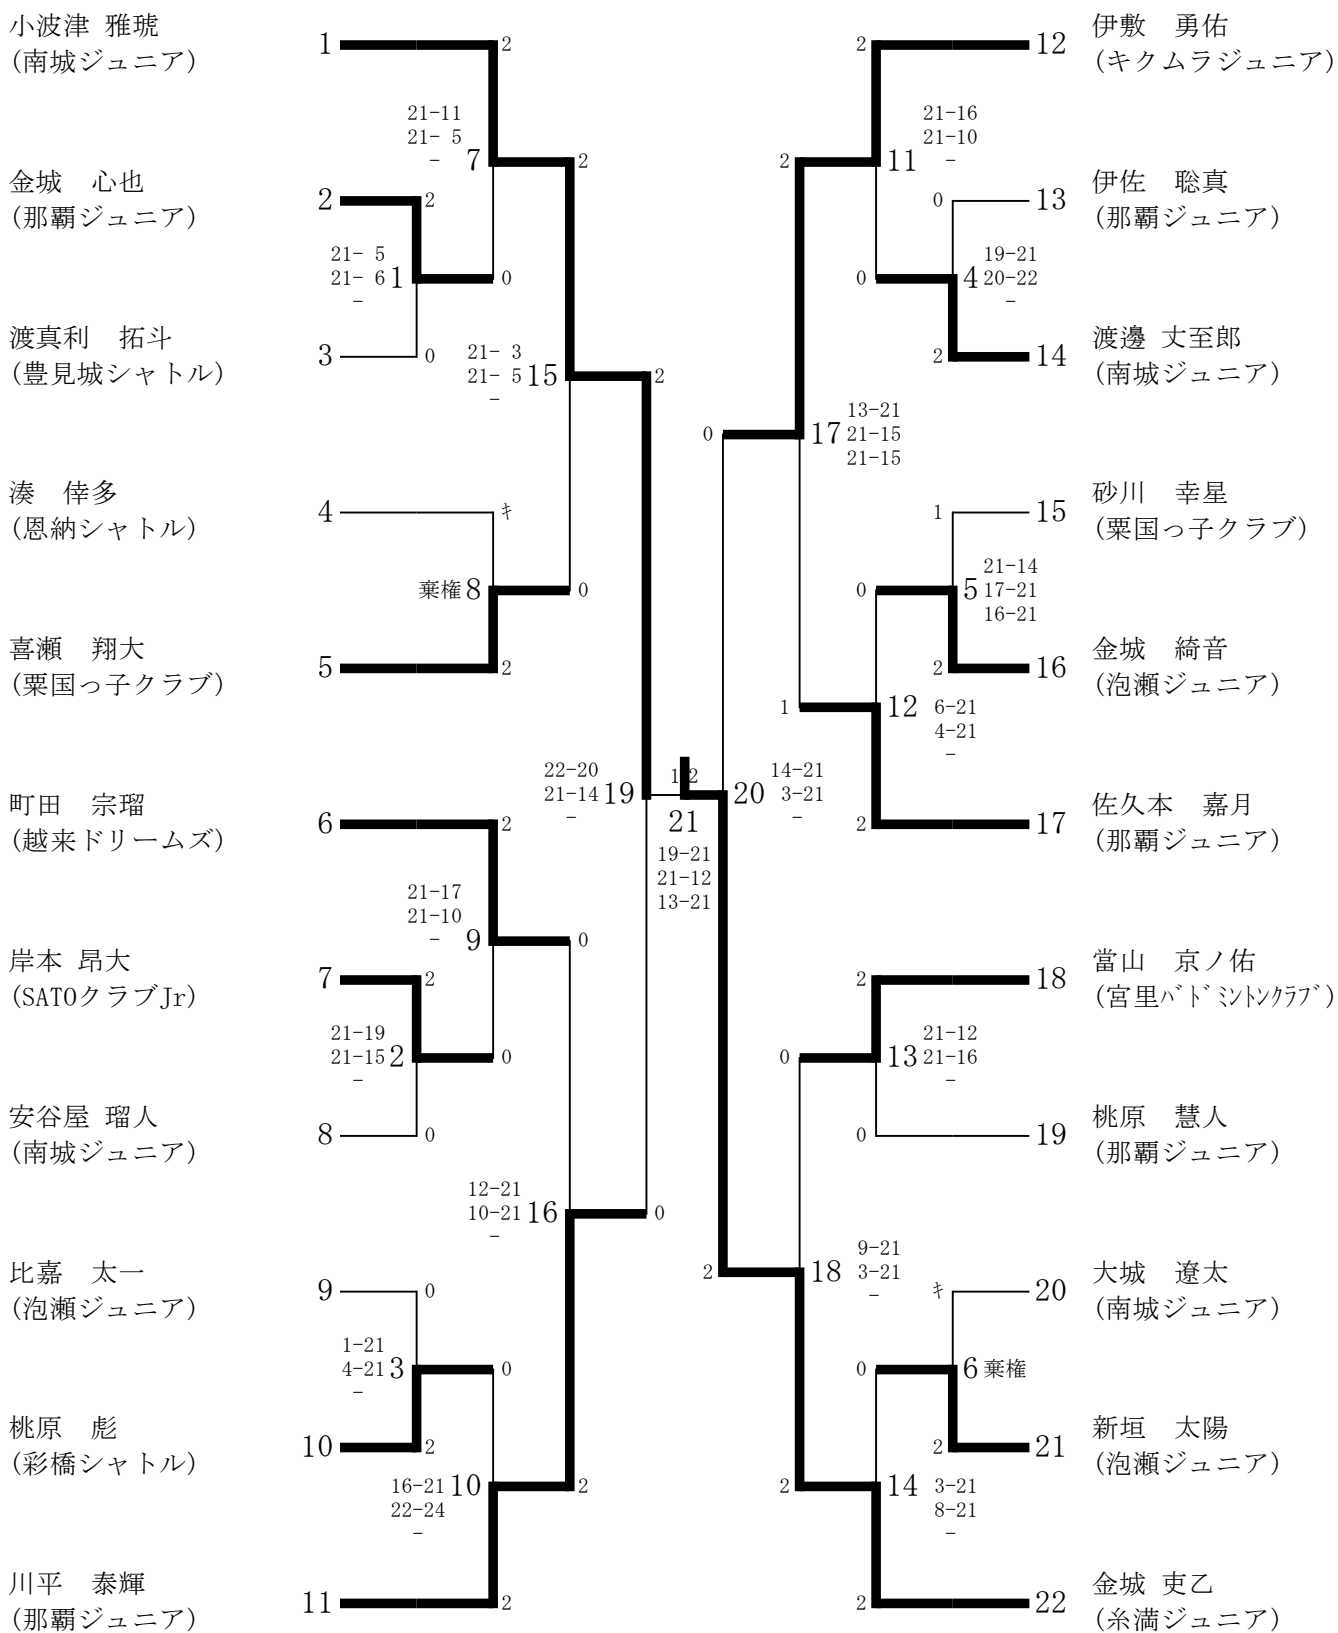 小波津 雅琥
(南城ジュニア)
1
2
21-11
21- 5
-
7
2
金城　心也
(那覇ジュニア)
2
2
21- 5
21- 6
-
1
0
渡真利　拓斗
(豊見城シャトル)
3
0
21- 3
21- 5
-
15
2
湊　倖多
(恩納シャトル)
4
ｷ
棄権
8
0
喜瀬　翔大
(粟国っ子クラブ)
5
2
22-20
21-14
-
19
町田　宗瑠
(越来ドリームズ)
6
2
21-17
21-10
-
9
0
岸本 昂大
(SATOクラブJr)
7
2
21-19
21-15
-
2
0
安谷屋 瑠人
(南城ジュニア)
8
0
12-21
10-21
-
16
0
比嘉　太一
(泡瀬ジュニア)
9
0
1-21
4-21
-
3
0
桃原　彪
(彩橋シャトル)
10
2
16-21
22-24
-
10
2
川平　泰輝
(那覇ジュニア)
11
2
1
2
21
19-21
21-12
13-21
伊敷　勇佑
(キクムラジュニア)
12
2
21-16
21-10
-
11
2
伊佐　聡真
(那覇ジュニア)
13
0
19-21
20-22
-
4
0
渡邊 丈至郎
(南城ジュニア)
14
2
13-21
21-15
21-15
17
0
砂川　幸星
(粟国っ子クラブ)
15
1
21-14
17-21
16-21
5
0
金城　綺音
(泡瀬ジュニア)
16
2
6-21
4-21
-
12
1
14-21
3-21
-
20
佐久本　嘉月
(那覇ジュニア)
17
2
當山　京ノ佑
(宮里ﾊﾞﾄﾞﾐﾝﾄﾝｸﾗﾌﾞ)
18
2
21-12
21-16
-
13
0
桃原　慧人
(那覇ジュニア)
19
0
9-21
3-21
-
18
2
大城　遼太
(南城ジュニア)
20
ｷ
6
棄権
0
新垣　太陽
(泡瀬ジュニア)
21
2
3-21
8-21
-
14
2
金城 吏乙
(糸満ジュニア)
22
2